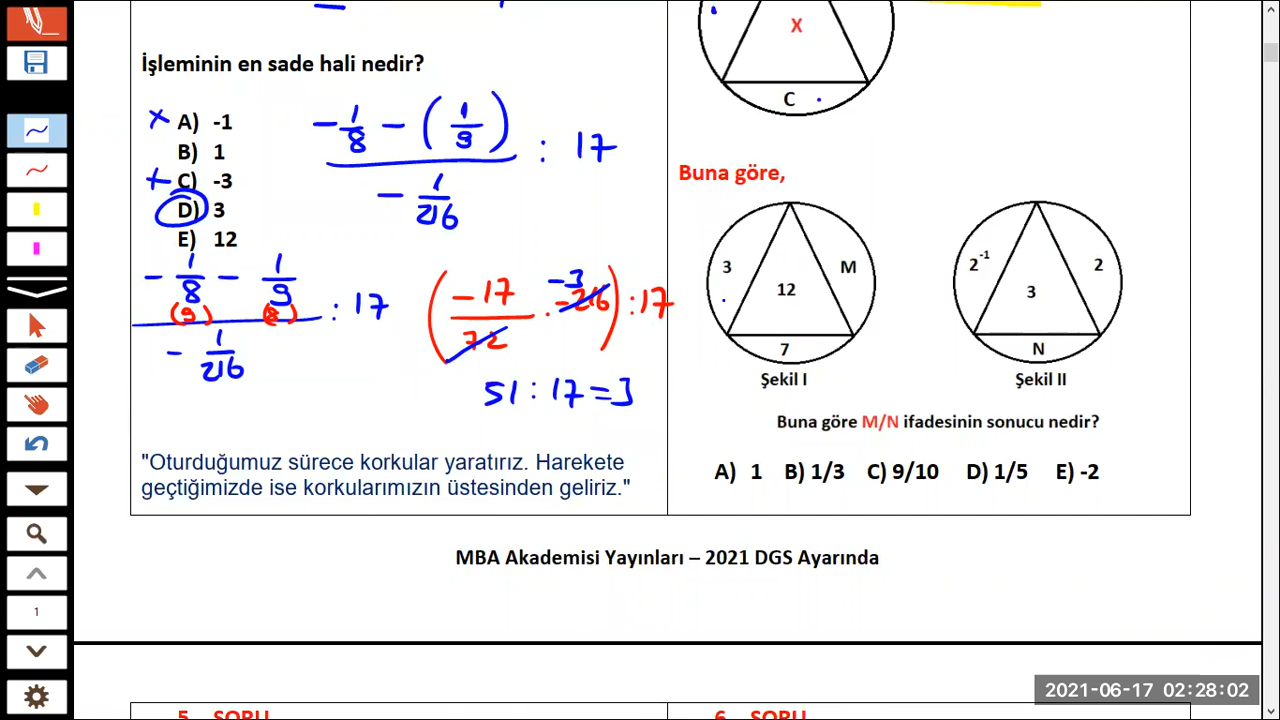 İşleminin en sade hali nedir?
A) -1
B) 1
C) -3
D) 3
E) 12
- 1/8 - (1/9) : 17
- 1/216
- 1/8 - 1/9 : 17
(9) (8)
- 1/216
(-17/72 . -216) : 17
-3
51 : 17 = 3
"Oturduğumuz sürece korkular yaratırız. Harekete
geçtiğimizde ise korkularımızın üstesinden geliriz."
X
C
Buna göre,
3 M
12
7
Şekil I
2⁻¹ 2
3
N
Şekil II
Buna göre M/N ifadesinin sonucu nedir?
A) 1 B) 1/3 C) 9/10 D) 1/5 E) -2
MBA Akademisi Yayınları – 2021 DGS Ayarında
1
2021-06-17 02:28:02
5. SORU
6. SORU